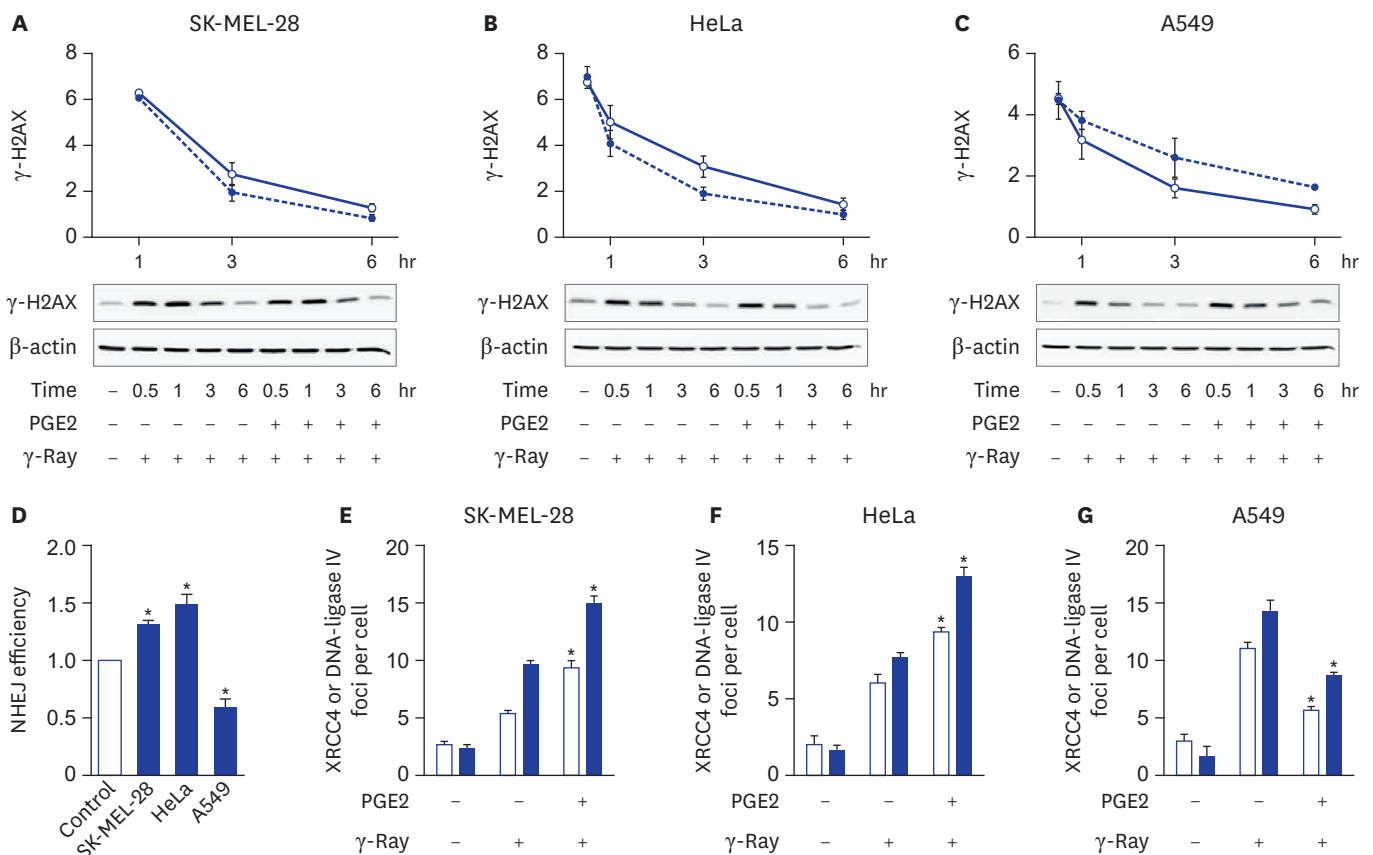 A SK-MEL-28
8
6
4
2
0
γ-H2AX
1 3 6 hr
γ-H2AX
β-actin
Time – 0.5 1 3 6 0.5 1 3 6 hr
PGE2 – – – – – + + + +
γ-Ray – + + + + + + + +
B HeLa
8
6
4
2
0
γ-H2AX
1 3 6 hr
γ-H2AX
β-actin
Time – 0.5 1 3 6 0.5 1 3 6 hr
PGE2 – – – – – + + + +
γ-Ray – + + + + + + + +
C A549
6
4
2
0
γ-H2AX
1 3 6 hr
γ-H2AX
β-actin
Time – 0.5 1 3 6 0.5 1 3 6 hr
PGE2 – – – – – + + + +
γ-Ray – + + + + + + + +
D
2.0
1.5
1.0
0.5
0
NHEJ efficiency
* * *
Control SK-MEL-28 HeLa A549
E SK-MEL-28
20
15
10
5
0
XRCC4 or DNA-ligase IV
foci per cell
* *
PGE2 – – +
γ-Ray – + +
F HeLa
15
10
5
0
XRCC4 or DNA-ligase IV
foci per cell
* *
PGE2 – – +
γ-Ray – + +
G A549
20
15
10
5
0
XRCC4 or DNA-ligase IV
foci per cell
* *
PGE2 – – +
γ-Ray – + +